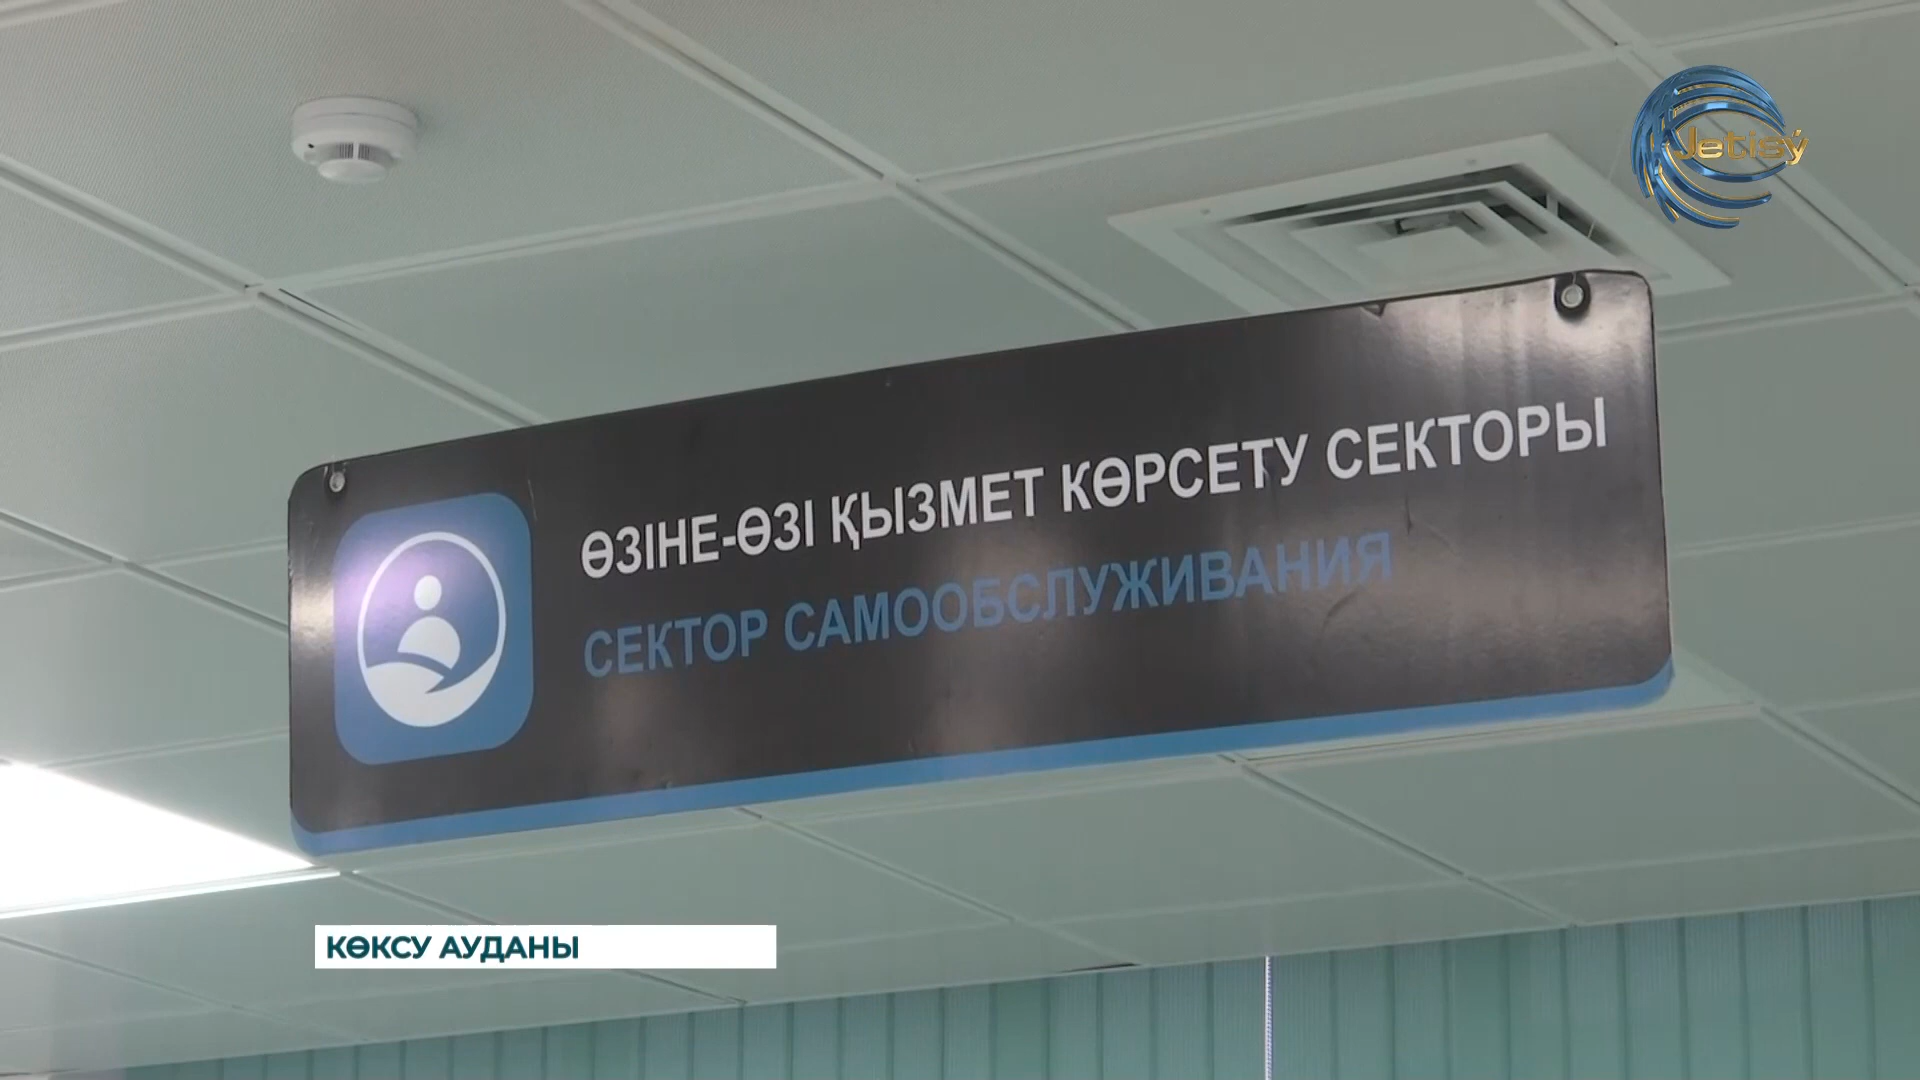 Jetisý
ӨЗІНЕ-ӨЗІ ҚЫЗМЕТ КӨРСЕТУ СЕКТОРЫ
СЕКТОР САМООБСЛУЖИВАНИЯ
КӨКСУ АУДАНЫ